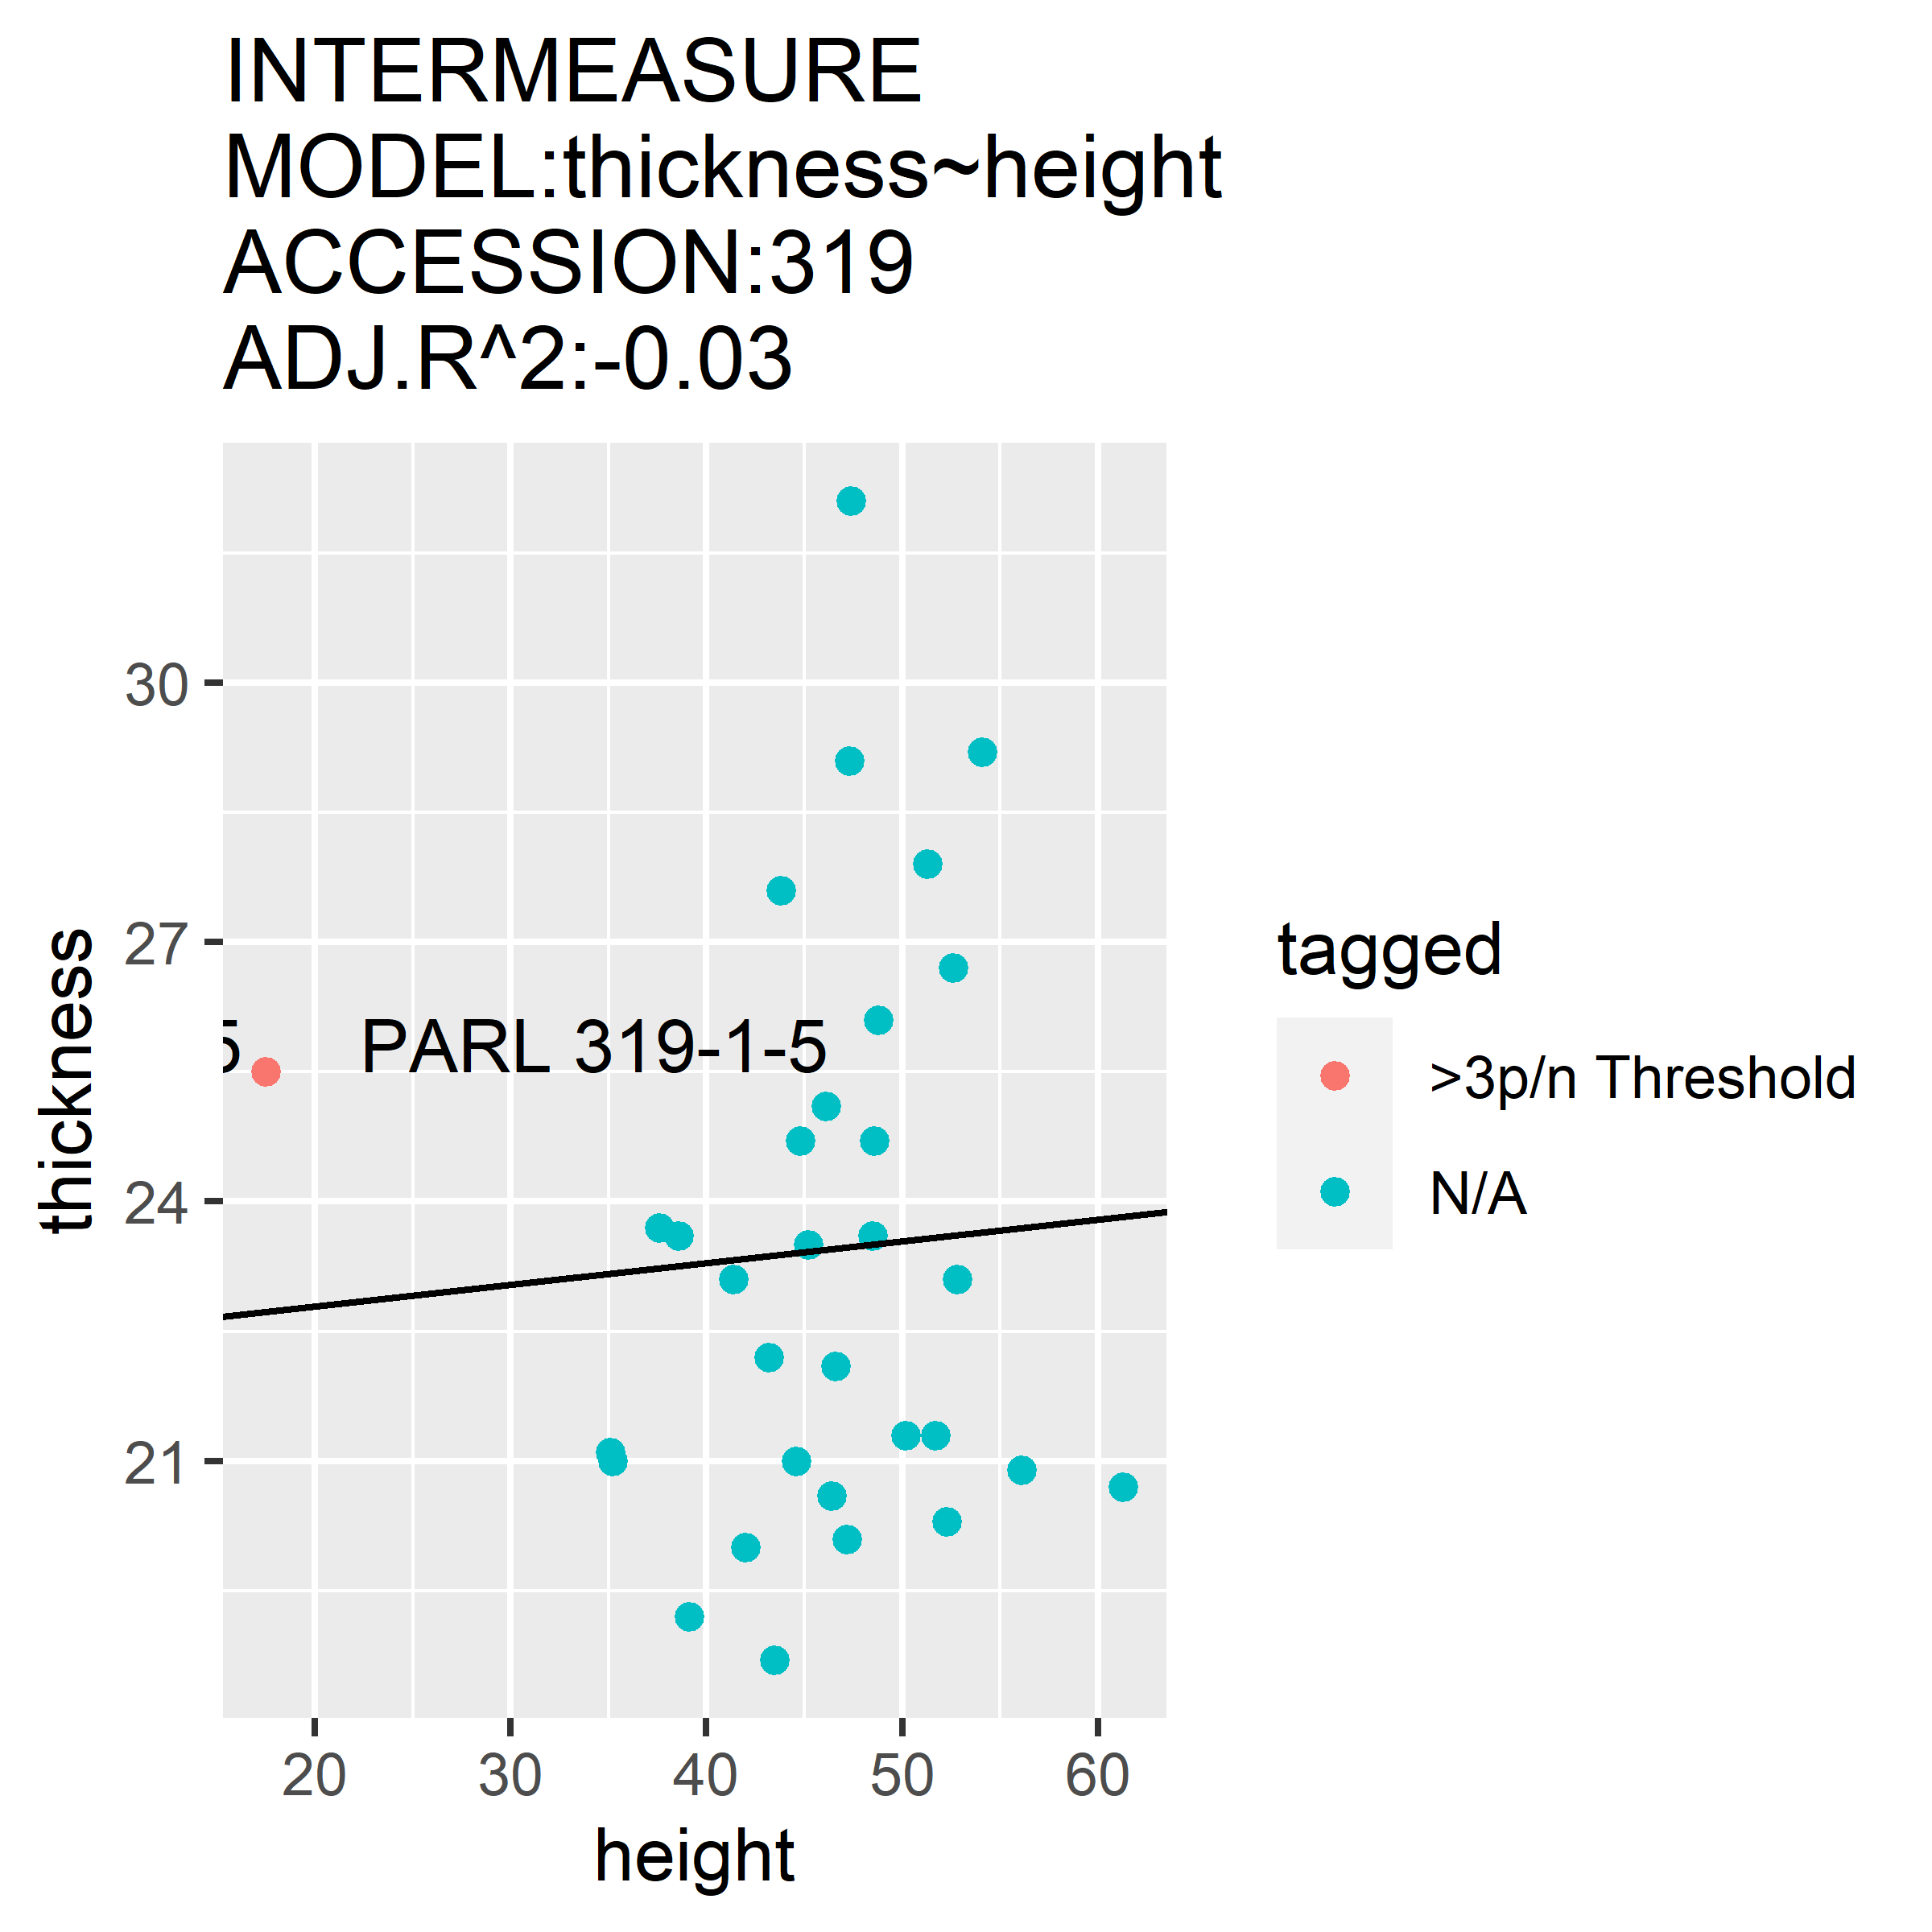 INTERMEASURE
MODEL:thickness~height
ACCESSION:319
ADJ.R^2:-0.03
30
27
24
21
thickness
5 PARL 319-1-5
20 30 40 50 60
height
tagged
>3p/n Threshold
N/A